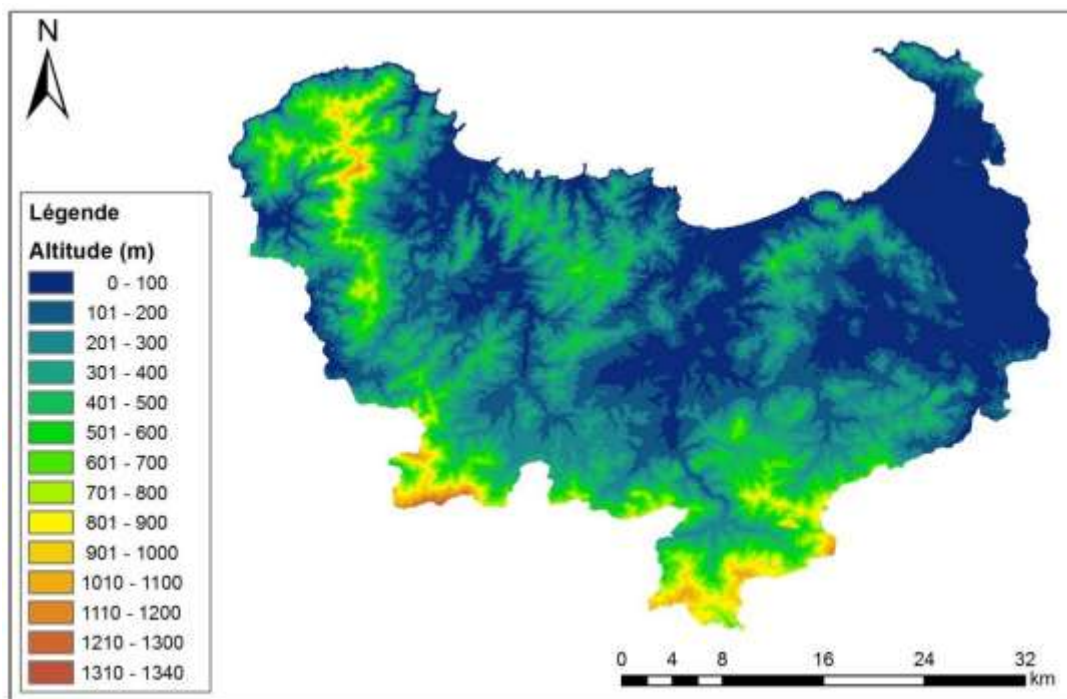 N
Légende
Altitude (m)
0 - 100
101 - 200
201 - 300
301 - 400
401 - 500
501 - 600
601 - 700
701 - 800
801 - 900
901 - 1000
1010 - 1100
1110 - 1200
1210 - 1300
1310 - 1340
0 4 8 16 24 32
km